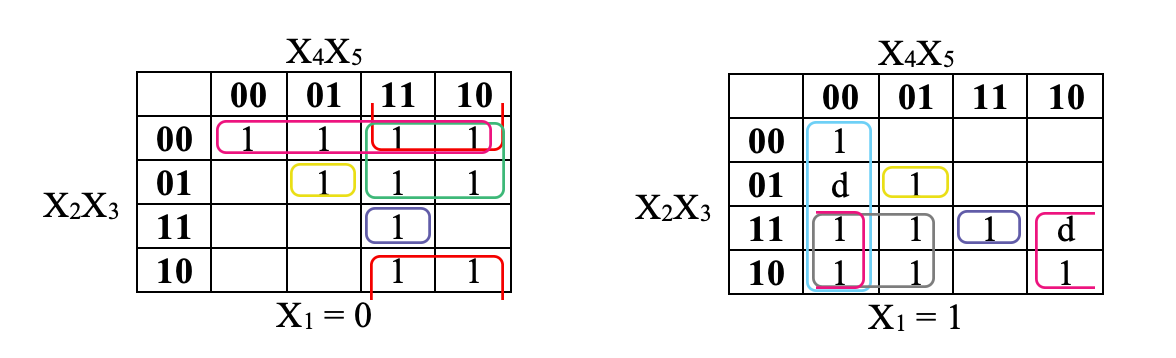 X₄X₅ X₄X₅
00 01 11 10 00 01 11 10
00 1 1 1 1 00 1
01 1 1 1 01 d 1
X₂X₃ X₂X₃
11 1 11 1 1 1 d
10 1 1 10 1 1 1
X₁ = 0 X₁ = 1